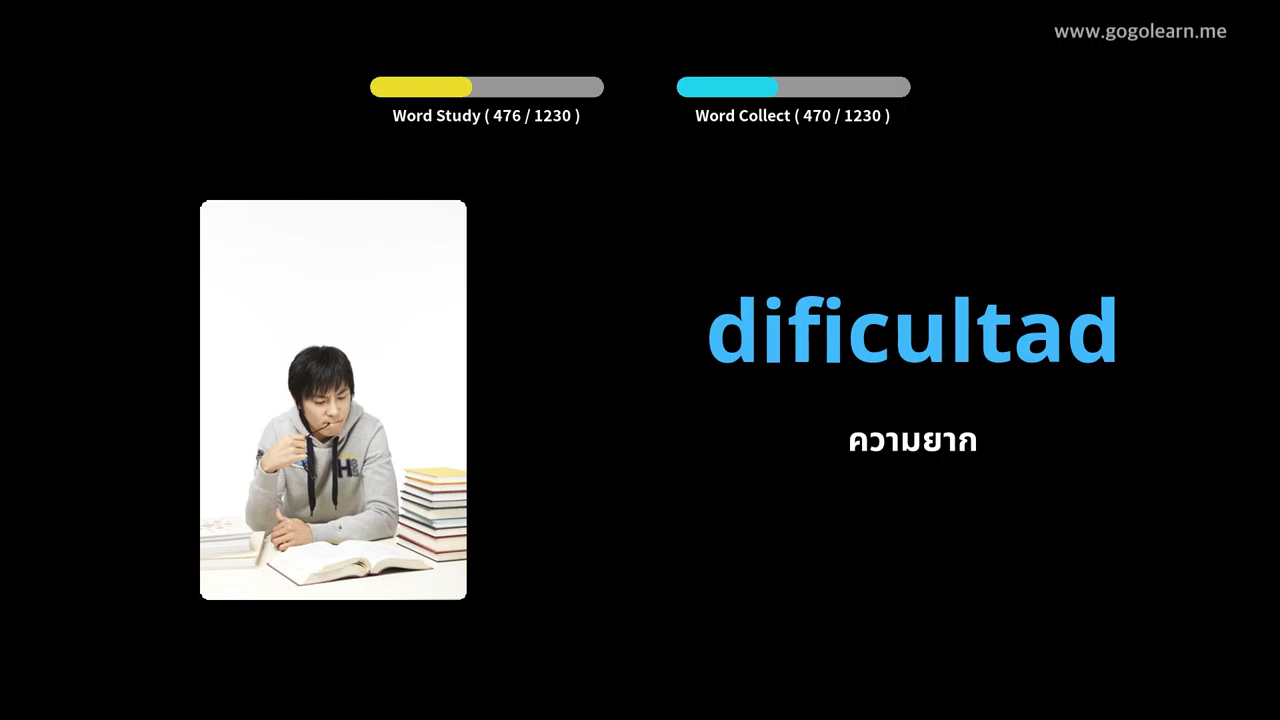 www.gogolearn.me
Word Study ( 476 / 1230 )
Word Collect ( 470 / 1230 )
dificultad
ความยาก
H